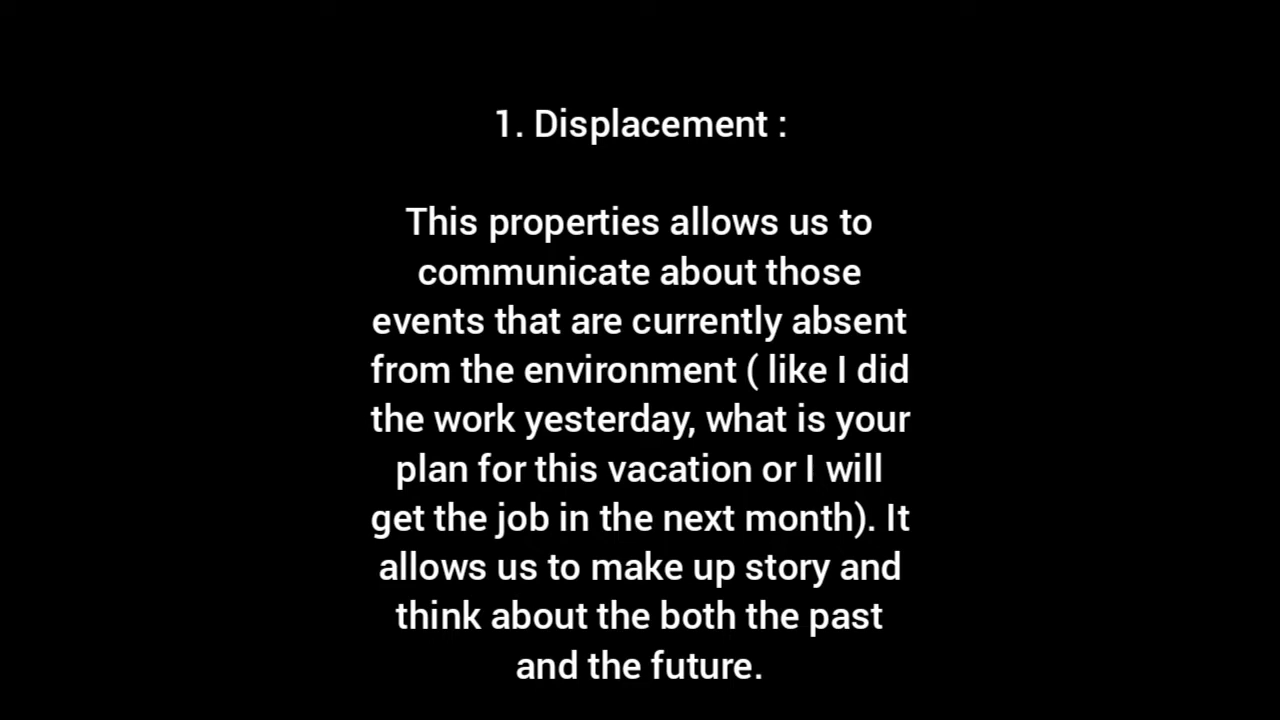 1. Displacement :
This properties allows us to
communicate about those
events that are currently absent
from the environment ( like I did
the work yesterday, what is your
plan for this vacation or I will
get the job in the next month). It
allows us to make up story and
think about the both the past
and the future.